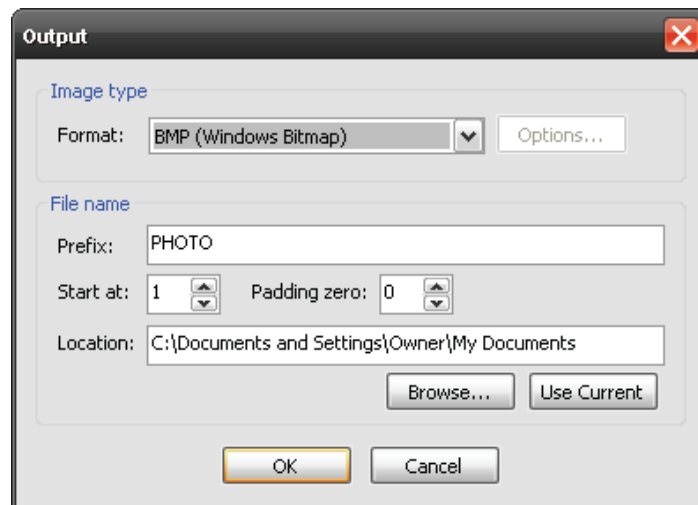 Output
Image type
Format: BMP (Windows Bitmap) Options...
File name
Prefix: PHOTO
Start at: 1 Padding zero: 0
Location: C:\Documents and Settings\Owner\My Documents
Browse... Use Current
OK Cancel